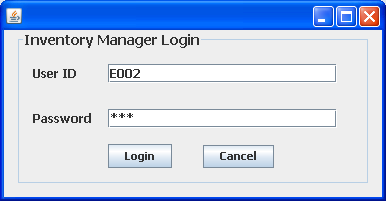 Inventory Manager Login
User ID E002
Password ***
Login Cancel